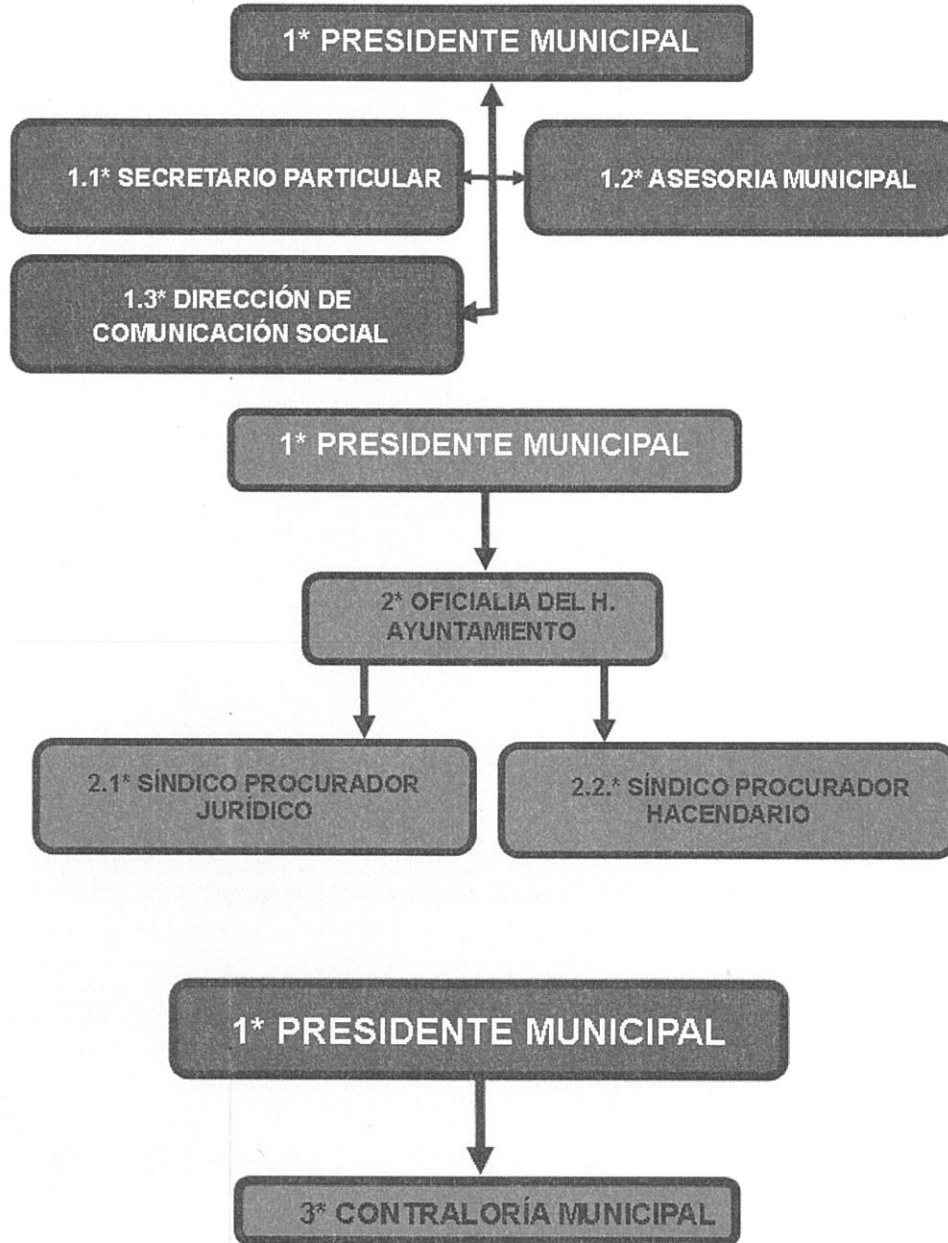 1* PRESIDENTE MUNICIPAL
1.1* SECRETARIO PARTICULAR
1.2* ASESORIA MUNICIPAL
1.3* DIRECCIÓN DE
COMUNICACIÓN SOCIAL
1* PRESIDENTE MUNICIPAL
2* OFICIALIA DEL H.
AYUNTAMIENTO
2.1* SÍNDICO PROCURADOR
JURÍDICO
2.2.* SÍNDICO PROCURADOR
HACENDARIO
1* PRESIDENTE MUNICIPAL
3* CONTRALORÍA MUNICIPAL